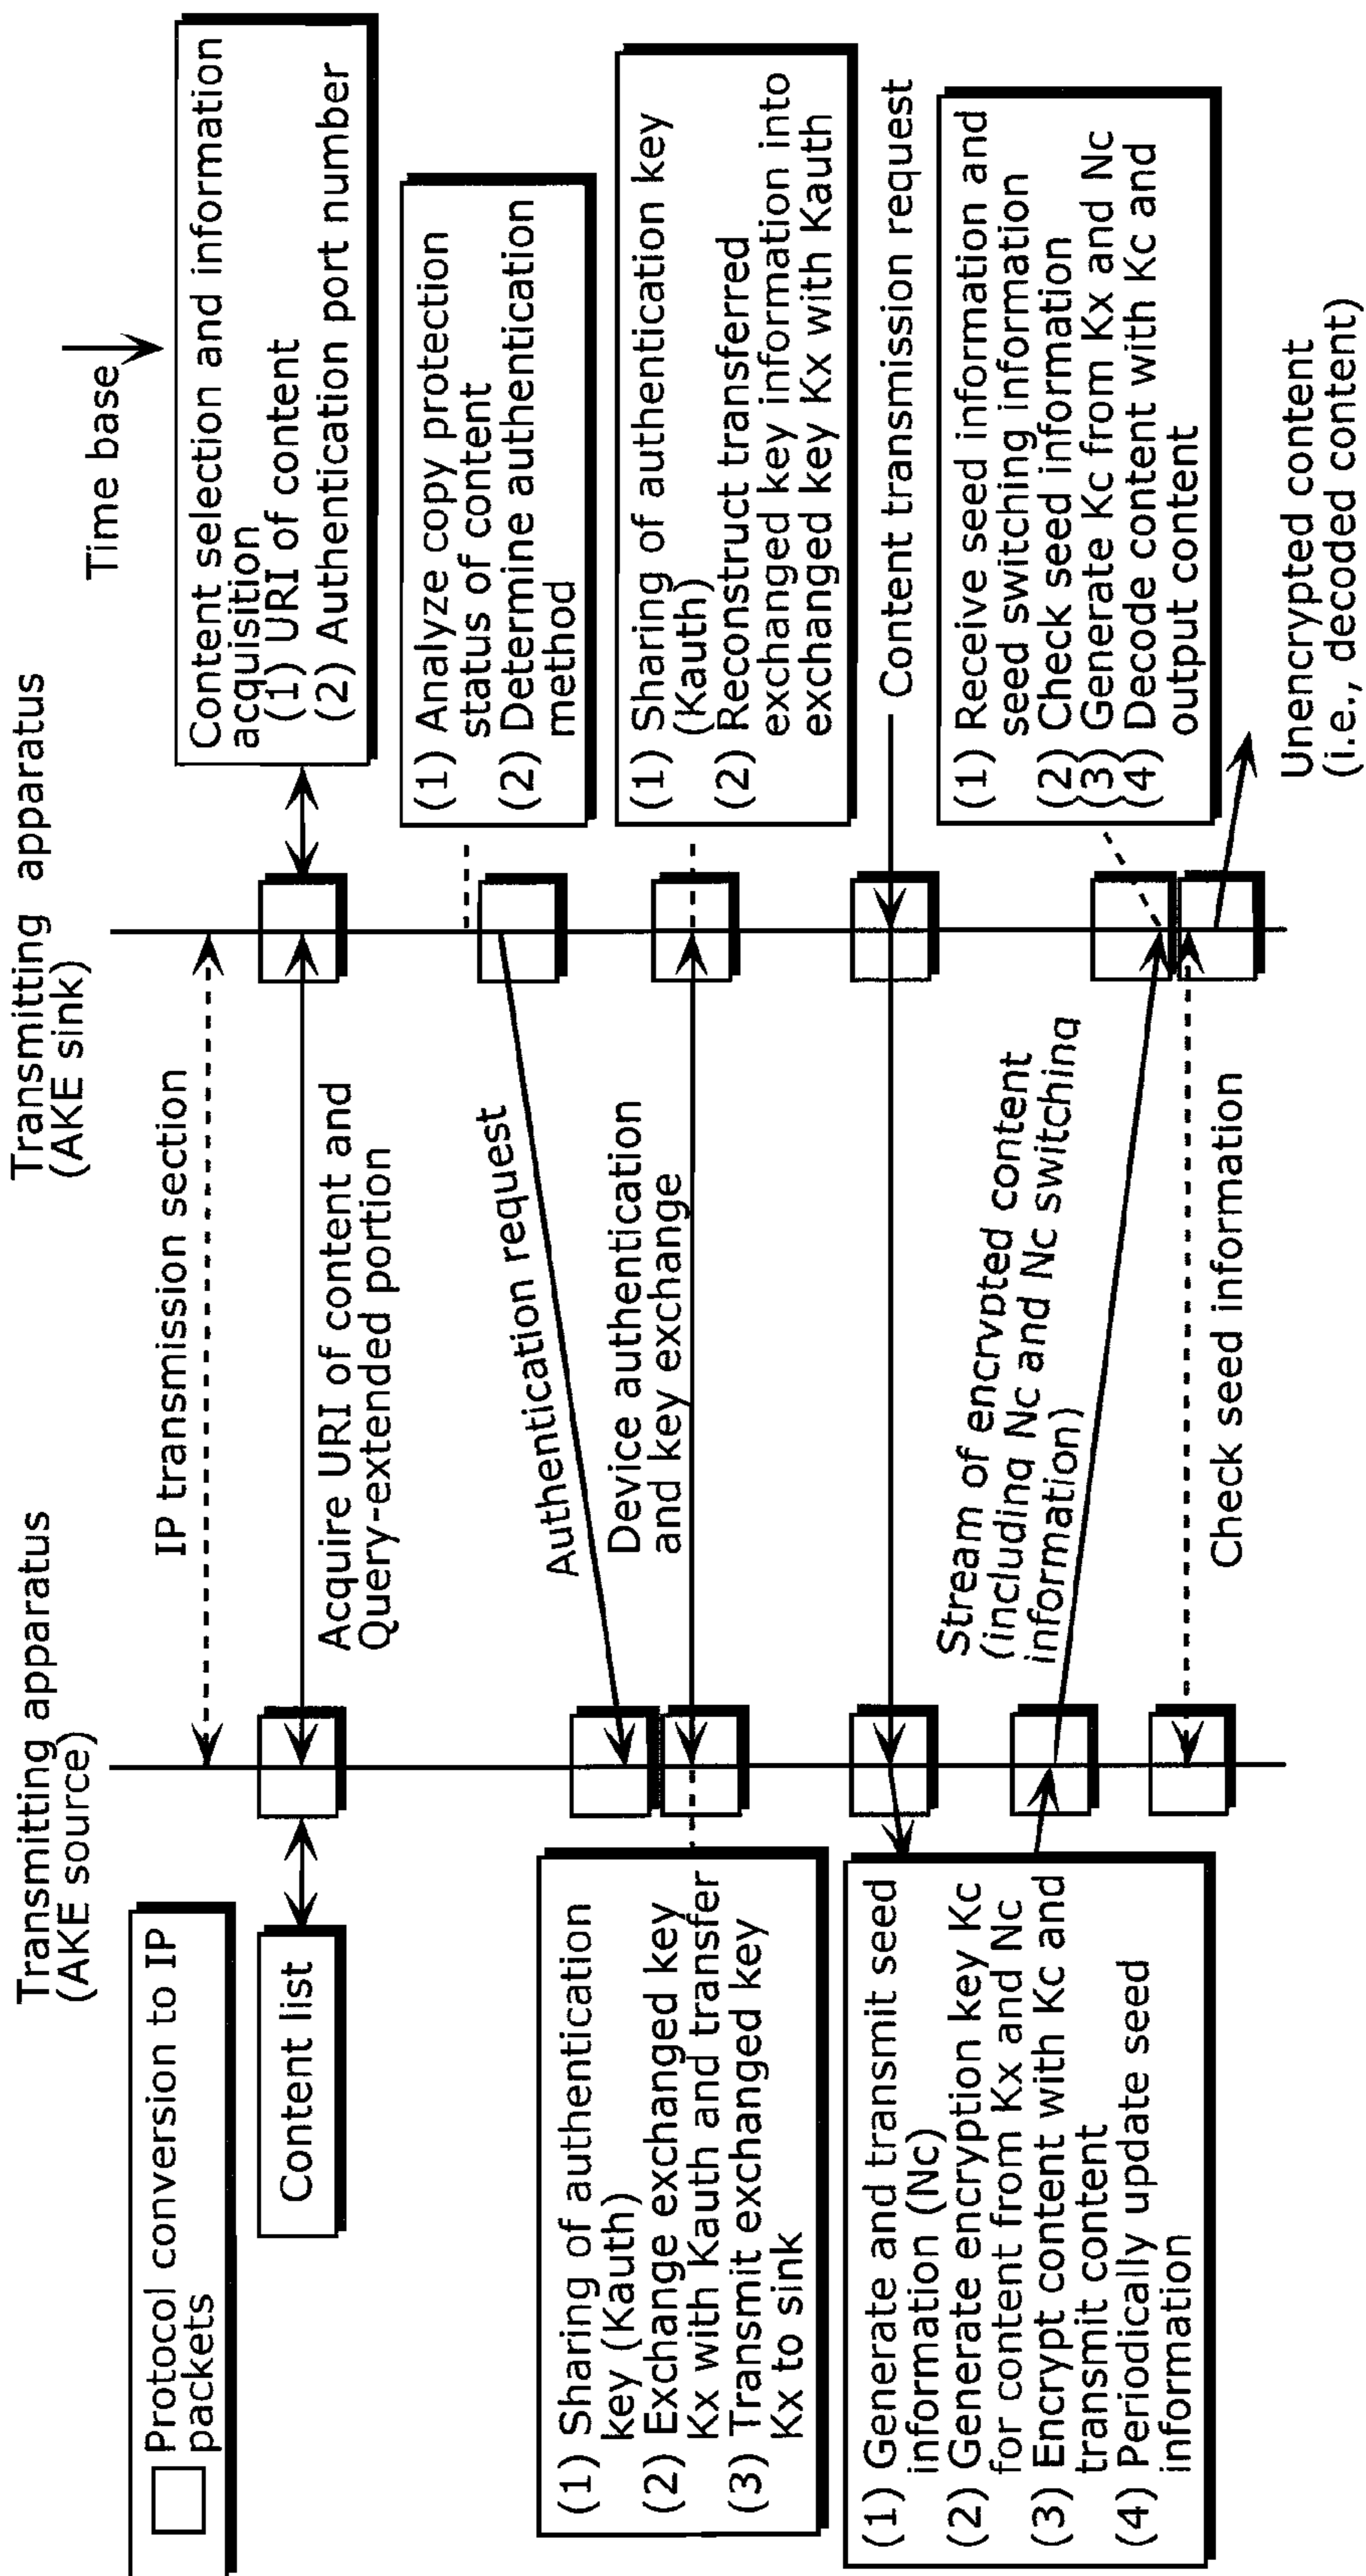 Transmitting apparatus
(AKE source)
Transmitting apparatus
(AKE sink)
Time base
Protocol conversion to IP
packets
IP transmission section
Content list
Acquire URI of content and
Query-extended portion
Content selection and information
acquisition
(1) URI of content
(2) Authentication port number
(1) Analyze copy protection
status of content
(2) Determine authentication
method
Authentication request
Device authentication
and key exchange
(1) Sharing of authentication
key (Kauth)
(2) Exchange exchanged key
Kx with Kauth and transfer
(3) Transmit exchanged key
Kx to sink
(1) Sharing of authentication key
(Kauth)
(2) Reconstruct transferred
exchanged key information into
exchanged key Kx with Kauth
Content transmission request
(1) Generate and transmit seed
information (Nc)
(2) Generate encryption key Kc
for content from Kx and Nc
(3) Encrypt content with Kc and
transmit content
(4) Periodically update seed
information
Stream of encrypted content
(including Nc and Nc switching
information)
(1) Receive seed information and
seed switching information
(2) Check seed information
(3) Generate Kc from Kx and Nc
(4) Decode content with Kc and
output content
Check seed information
Unencrypted content
(i.e., decoded content)